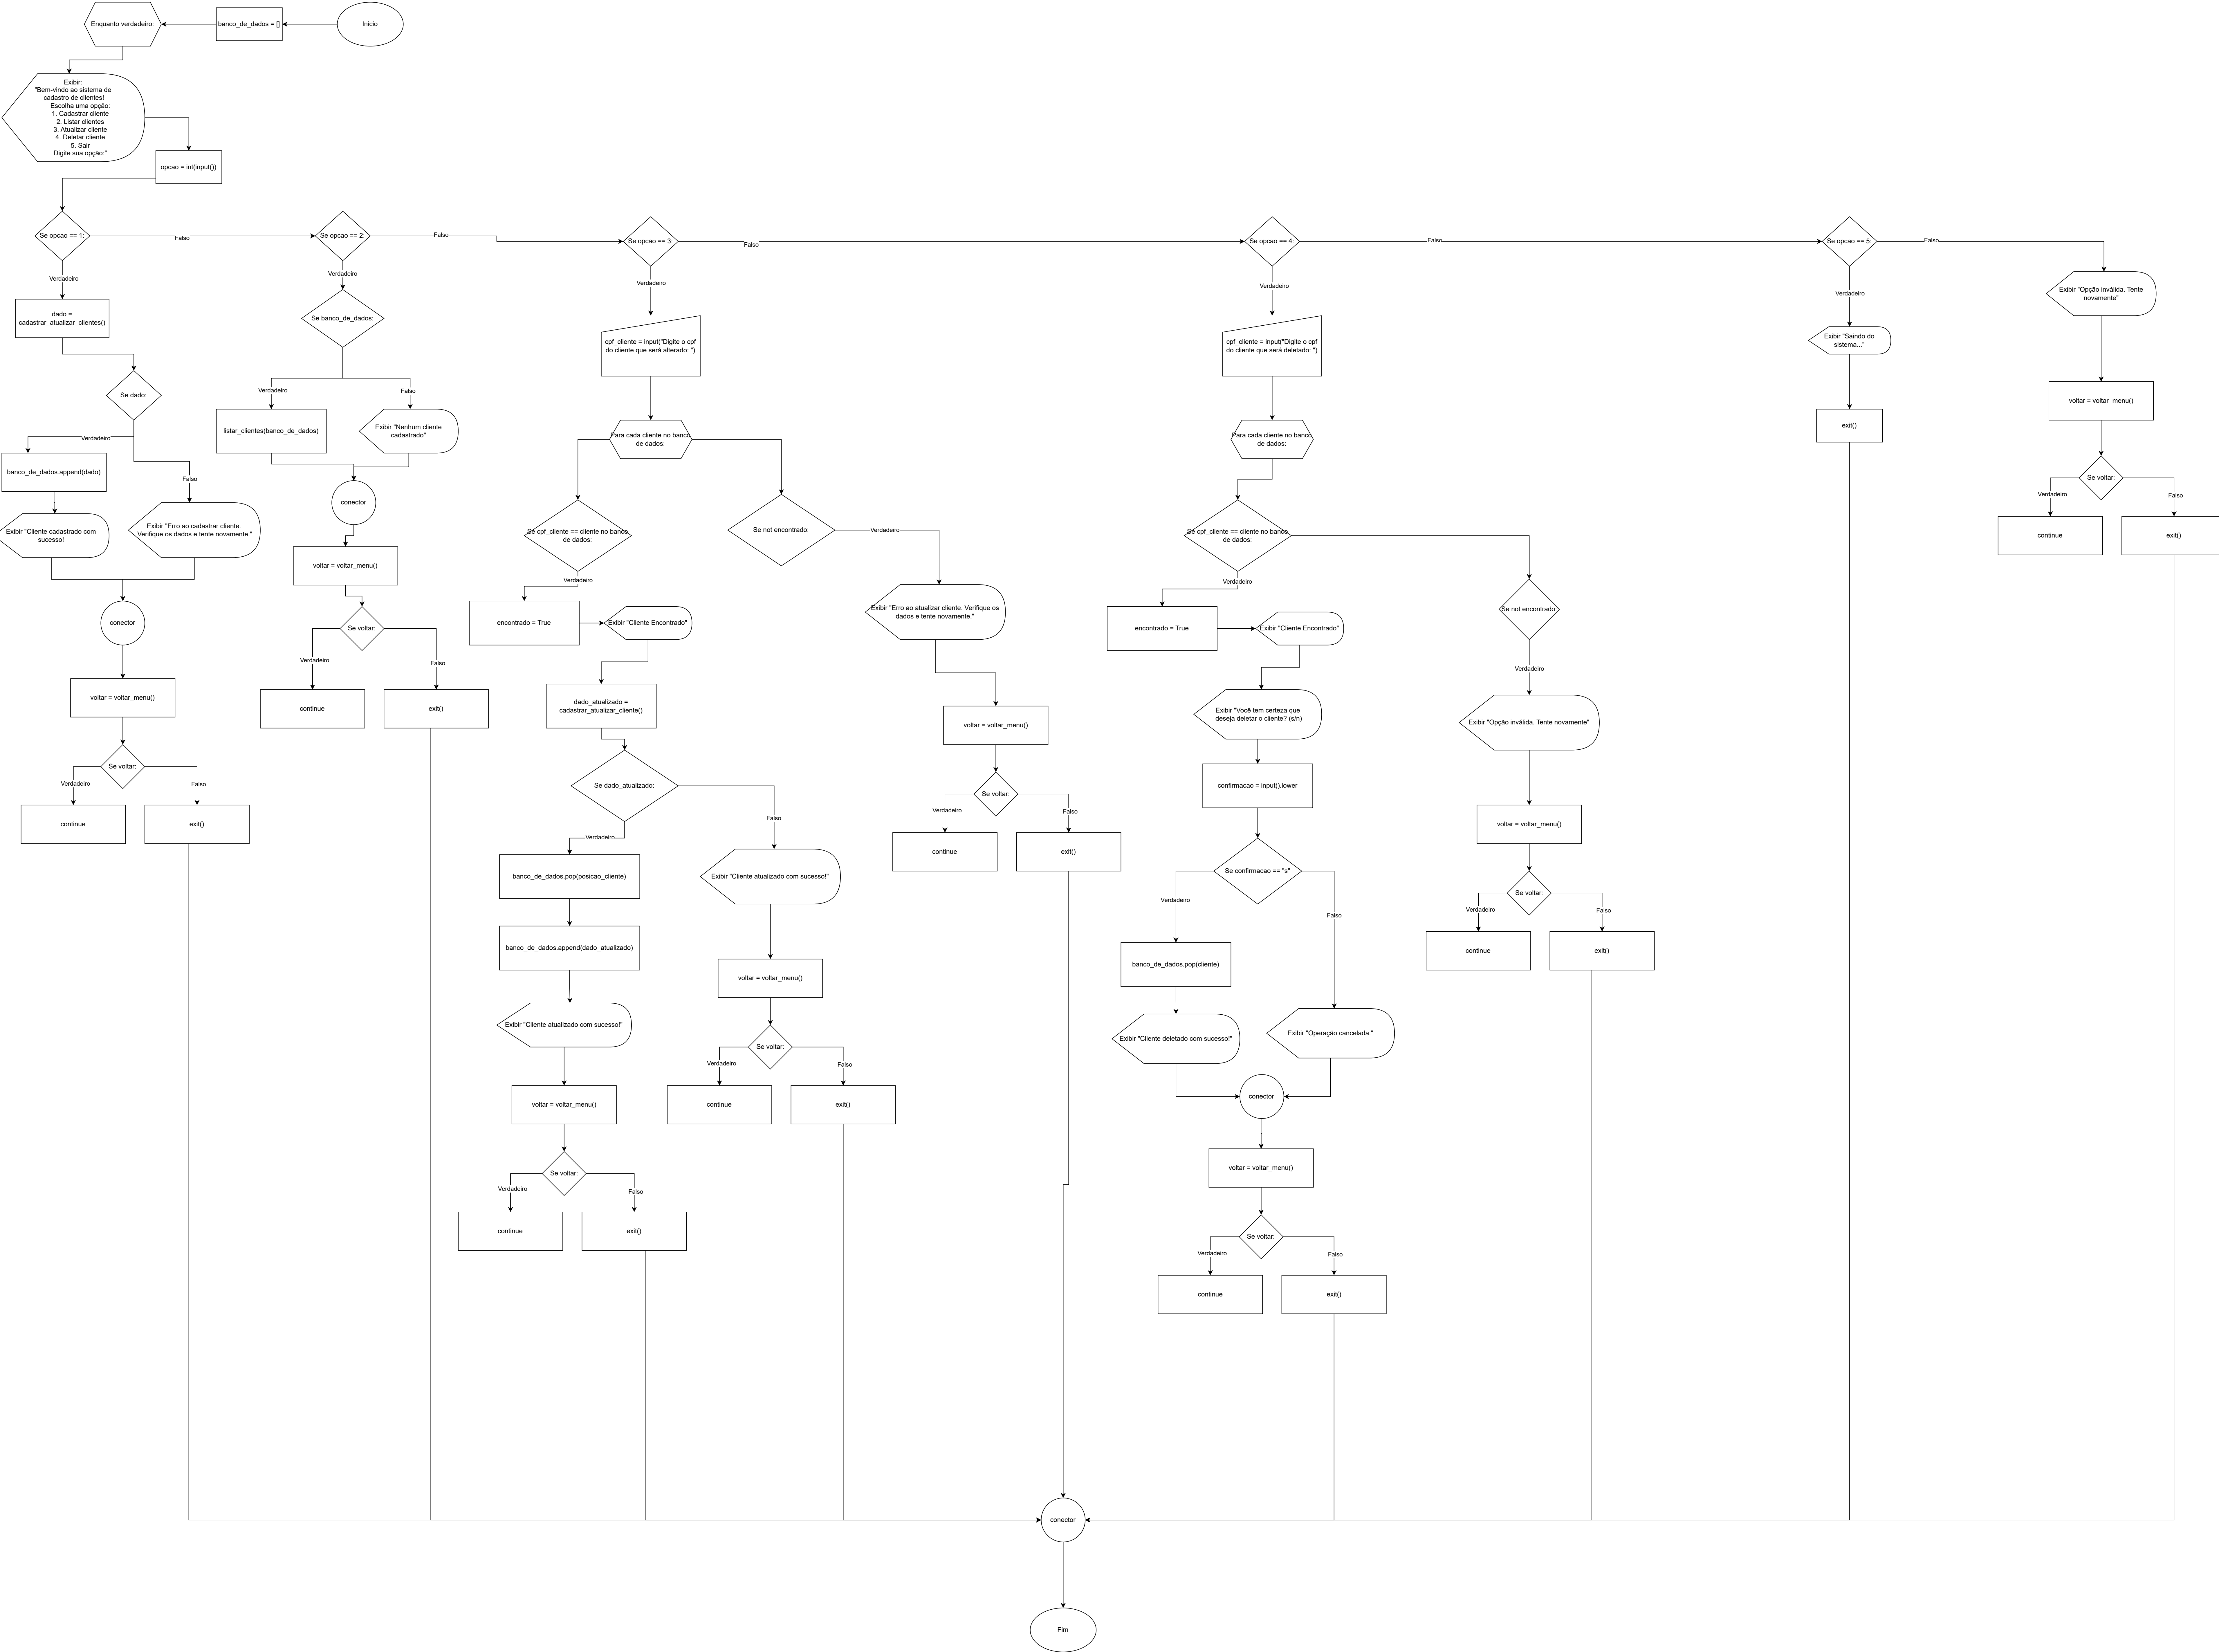 Início
banco_de_dados = []
Enquanto verdadeiro:
Exibir:
"Bem-vindo ao sistema de
cadastro de clientes!
Escolha uma opção:
1. Cadastrar cliente
2. Listar clientes
3. Atualizar cliente
4. Deletar cliente
5. Sair
Digite sua opção:"
opcao = int(input())
Se opcao == 1:
Falso
Verdadeiro
dado =
cadastrar_atualizar_clientes()
Se dado:
Verdadeiro
Falso
banco_de_dados.append(dado)
Exibir "Cliente cadastrado com
sucesso!
Exibir "Erro ao cadastrar cliente.
Verifique os dados e tente novamente."
conector
voltar = voltar_menu()
Se voltar:
Verdadeiro
Falso
continue
exit()
Se opcao == 2:
Falso
Verdadeiro
Se banco_de_dados:
Verdadeiro
Falso
listar_clientes(banco_de_dados)
Exibir "Nenhum cliente
cadastrado"
conector
voltar = voltar_menu()
Se voltar:
Verdadeiro
Falso
continue
exit()
Se opcao == 3:
Falso
Verdadeiro
cpf_cliente = input("Digite o cpf
do cliente que será alterado: ")
Para cada cliente no banco
de dados:
Se cpf_cliente == cliente no banco
de dados:
Verdadeiro
encontrado = True
Exibir "Cliente Encontrado"
dado_atualizado =
cadastrar_atualizar_cliente()
Se dado_atualizado:
Verdadeiro
Falso
banco_de_dados.pop(posicao_cliente)
banco_de_dados.append(dado_atualizado)
Exibir "Cliente atualizado com sucesso!"
voltar = voltar_menu()
Se voltar:
Verdadeiro
Falso
continue
exit()
Exibir "Cliente atualizado com sucesso!"
voltar = voltar_menu()
Se voltar:
Verdadeiro
Falso
continue
exit()
Se not encontrado:
Verdadeiro
Exibir "Erro ao atualizar cliente. Verifique os
dados e tente novamente."
voltar = voltar_menu()
Se voltar:
Verdadeiro
Falso
continue
exit()
Se opcao == 4:
Falso
Verdadeiro
cpf_cliente = input("Digite o cpf
do cliente que será deletado: ")
Para cada cliente no banco
de dados:
Se cpf_cliente == cliente no banco
de dados:
Verdadeiro
encontrado = True
Exibir "Cliente Encontrado"
Exibir "Você tem certeza que
deseja deletar o cliente? (s/n)
confirmacao = input().lower
Se confirmacao == "s"
Verdadeiro
Falso
banco_de_dados.pop(cliente)
Exibir "Cliente deletado com sucesso!"
Exibir "Operação cancelada."
conector
voltar = voltar_menu()
Se voltar:
Verdadeiro
Falso
continue
exit()
Se not encontrado:
Verdadeiro
Exibir "Opção inválida. Tente novamente"
voltar = voltar_menu()
Se voltar:
Verdadeiro
Falso
continue
exit()
Se opcao == 5:
Falso
Verdadeiro
Exibir "Saindo do
sistema..."
exit()
Exibir "Opção inválida. Tente
novamente"
voltar = voltar_menu()
Se voltar:
Verdadeiro
Falso
continue
exit()
conector
Fim